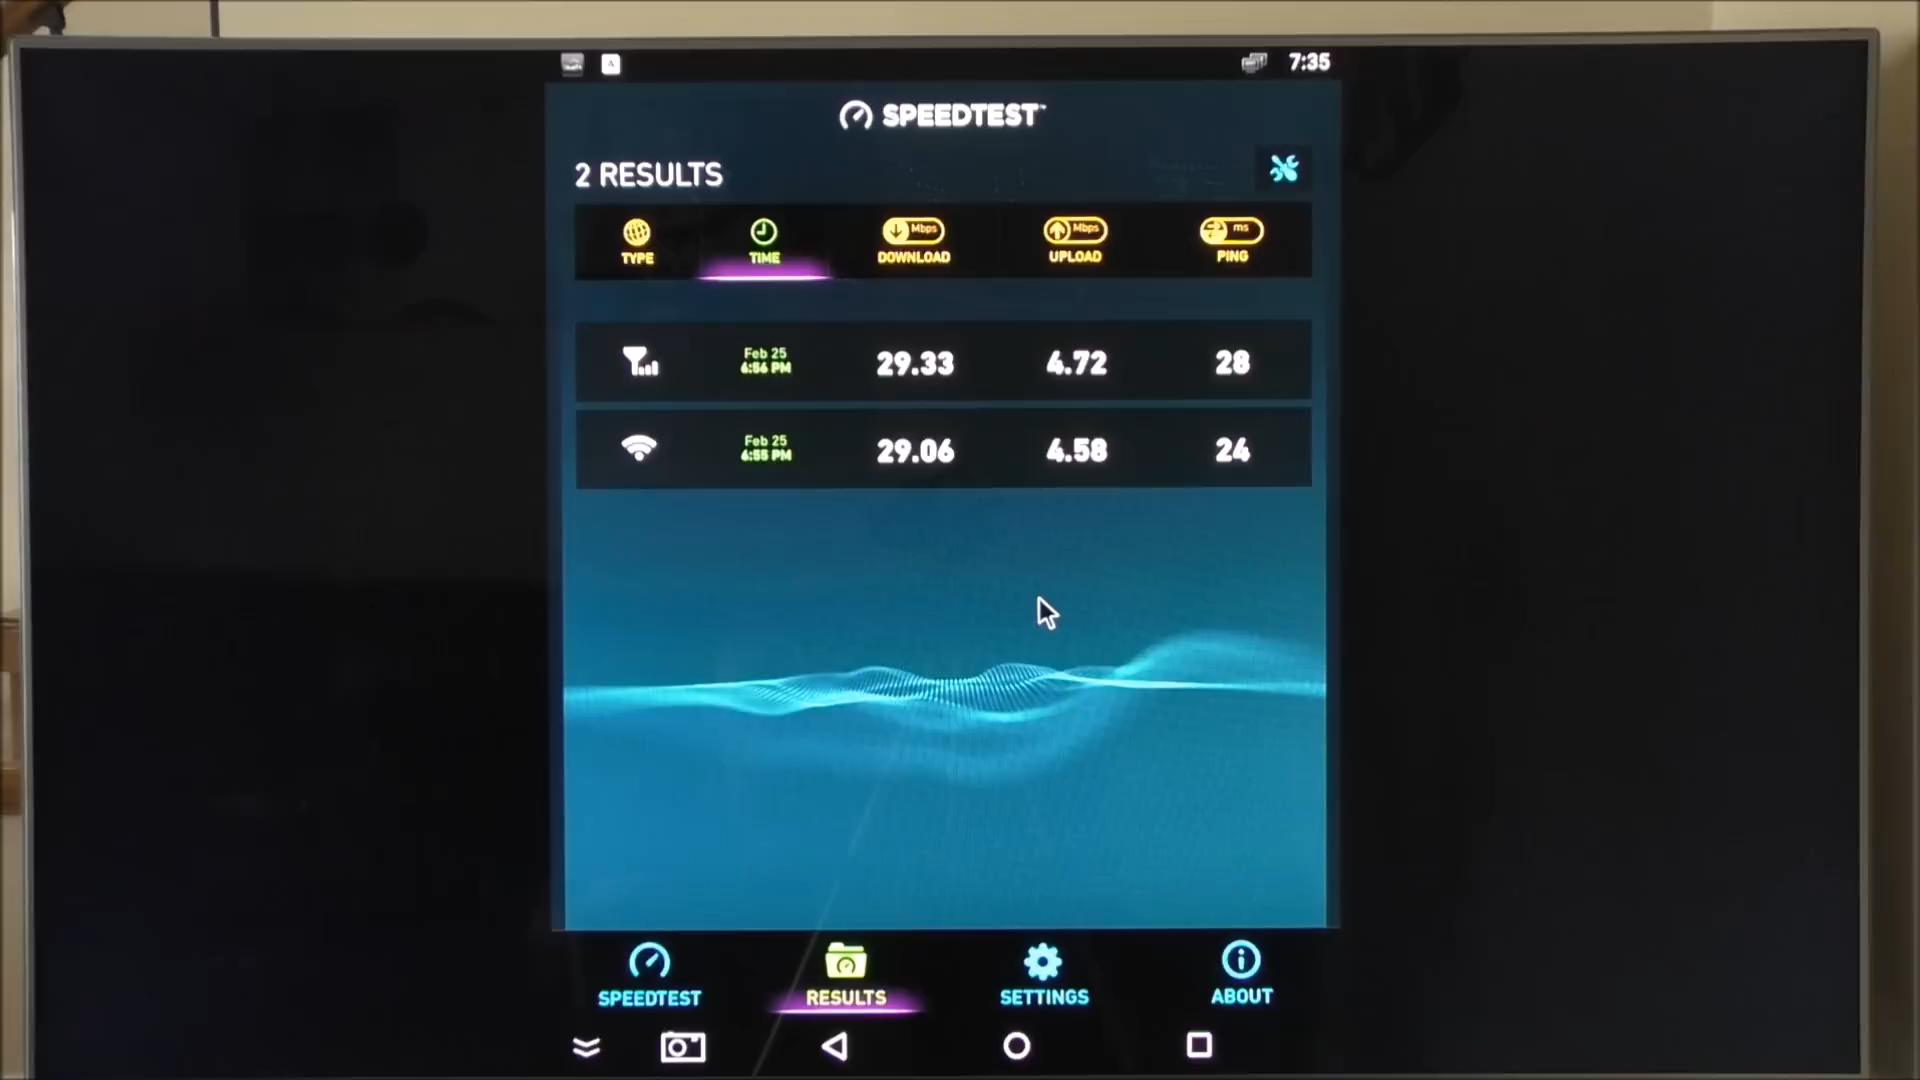 7:35
SPEEDTEST™
2 RESULTS
TYPE
TIME
Mbps
DOWNLOAD
Mbps
UPLOAD
ms
PING
Feb 25
6:56 PM
29.33
4.72
28
Feb 25
6:55 PM
29.06
4.58
24
SPEEDTEST
RESULTS
SETTINGS
ABOUT